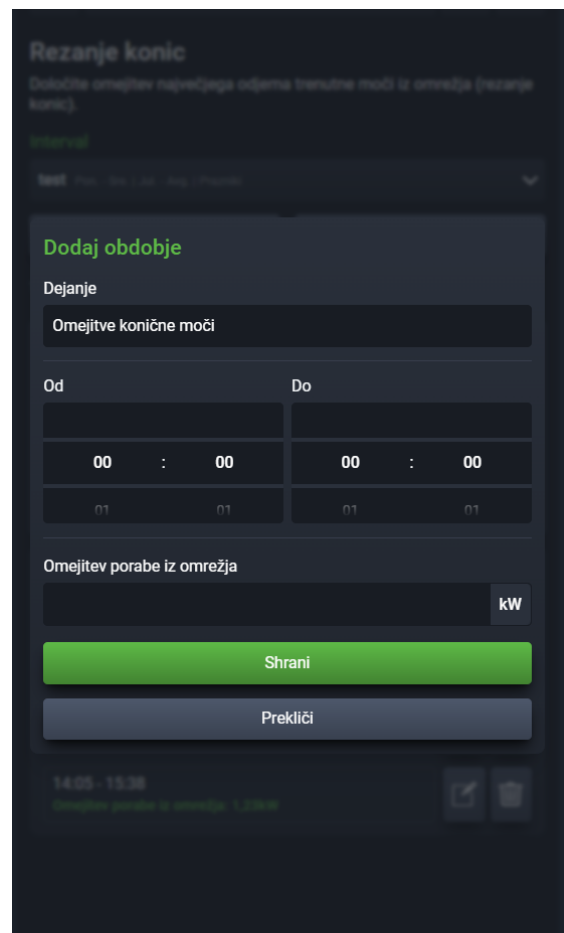 Rezanje konic
Določite omejitev največjega odjema trenutne moči iz omrežja (rezanje
konic).
Interval
test
Dodaj obdobje
Dejanje
Omejitve konične moči
Od Do
00 : 00 00 : 00
01 01 01 01
Omejitev porabe iz omrežja
kW
Shrani
Prekliči
14:05 - 15:38
Omejitev porabe iz omrežja: 1,23kW